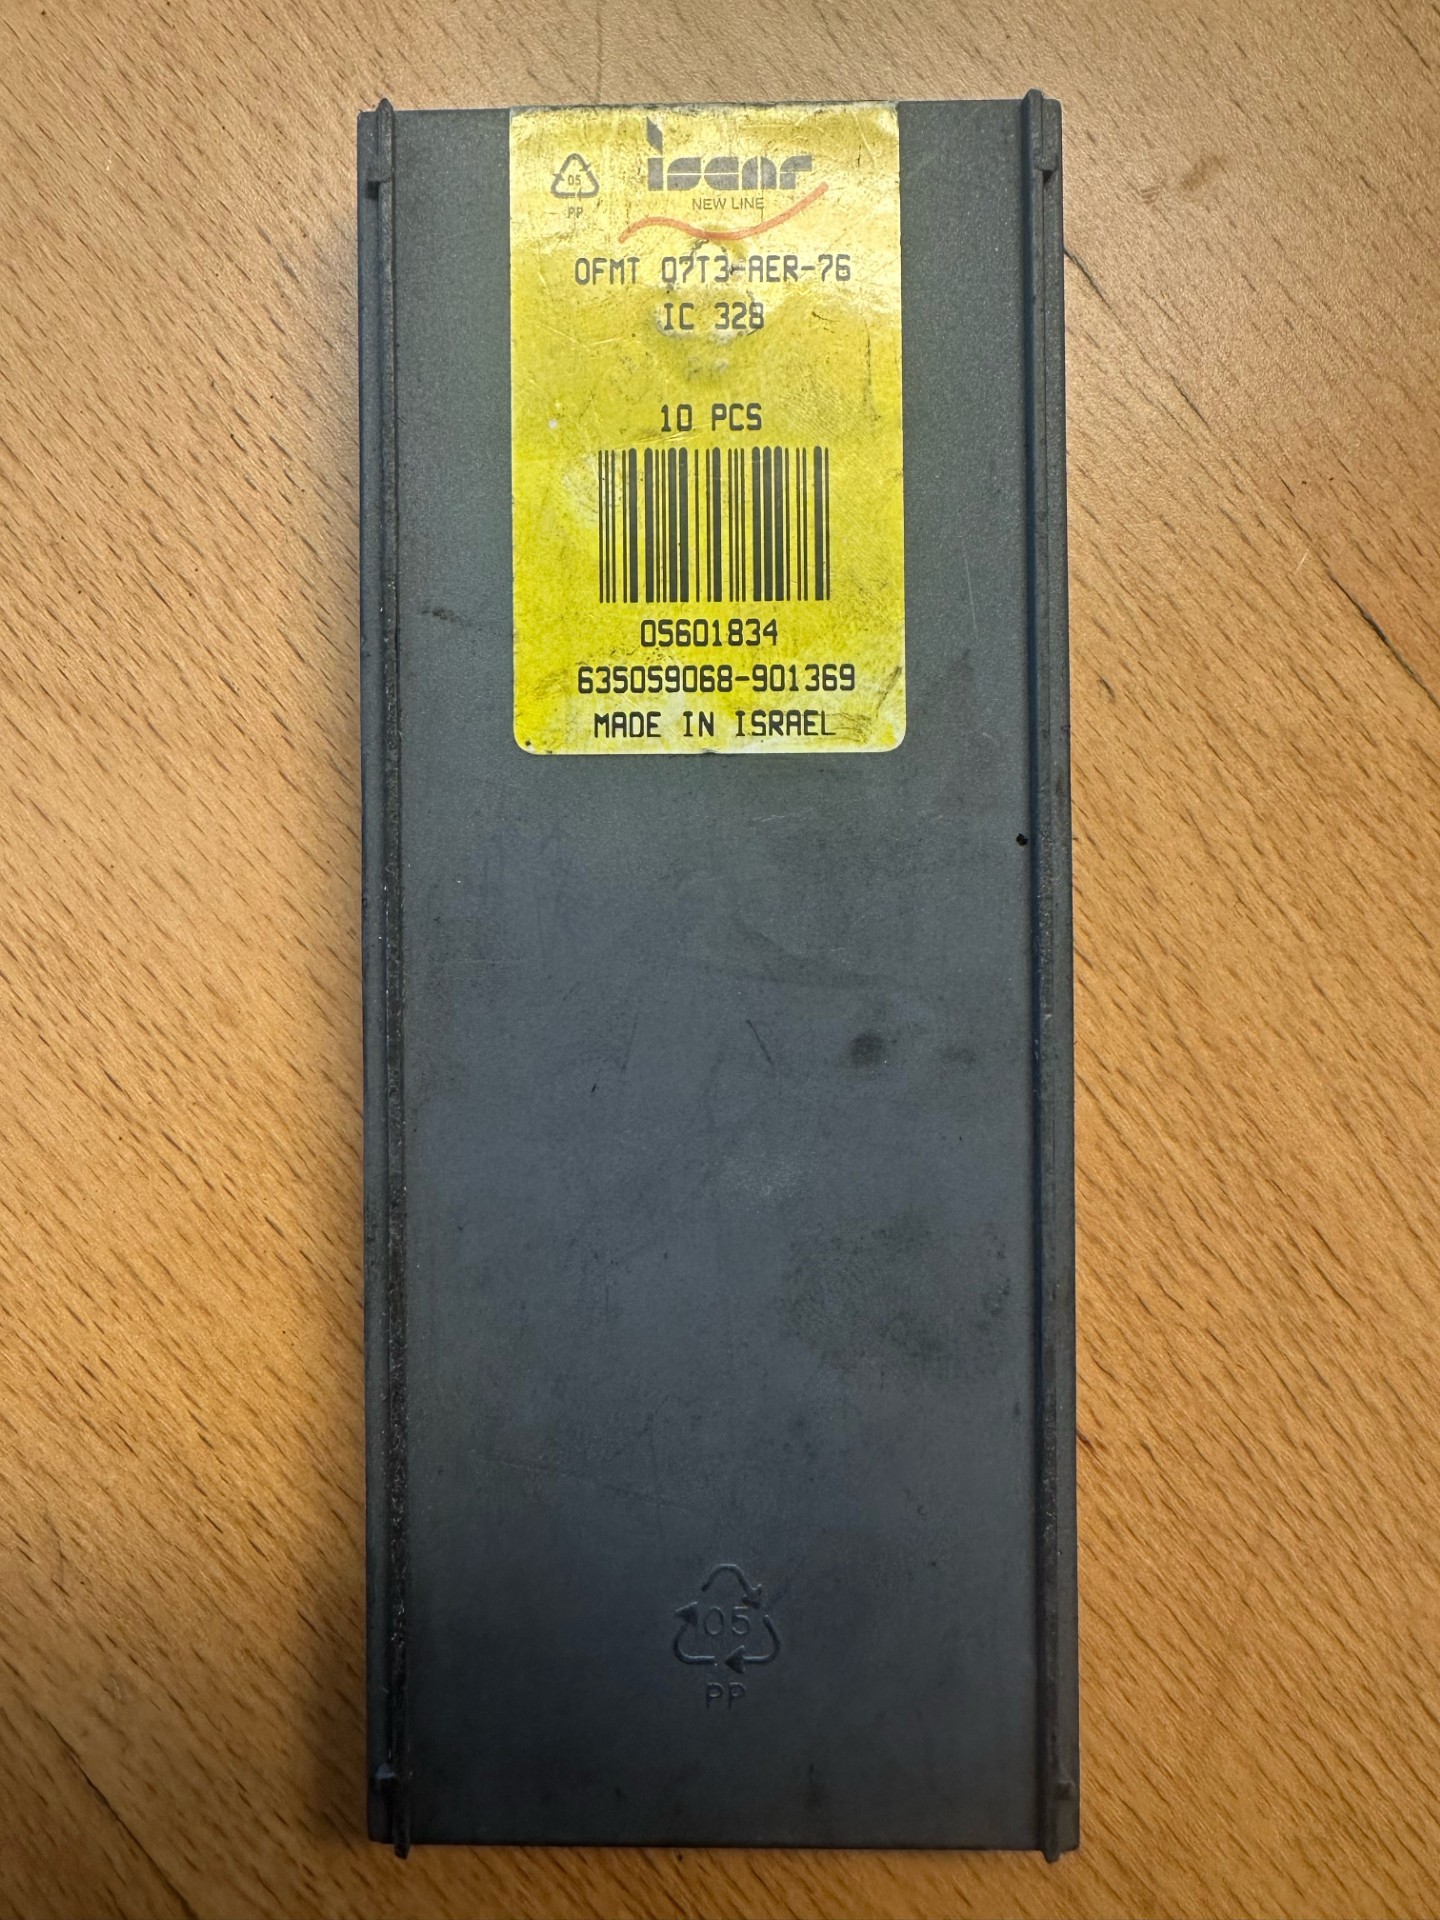 05
PP
iscar
NEW LINE
OFMT 07T3-AER-76
IC 328
10 PCS
05601834
635059068-901369
MADE IN ISRAEL
05
PP